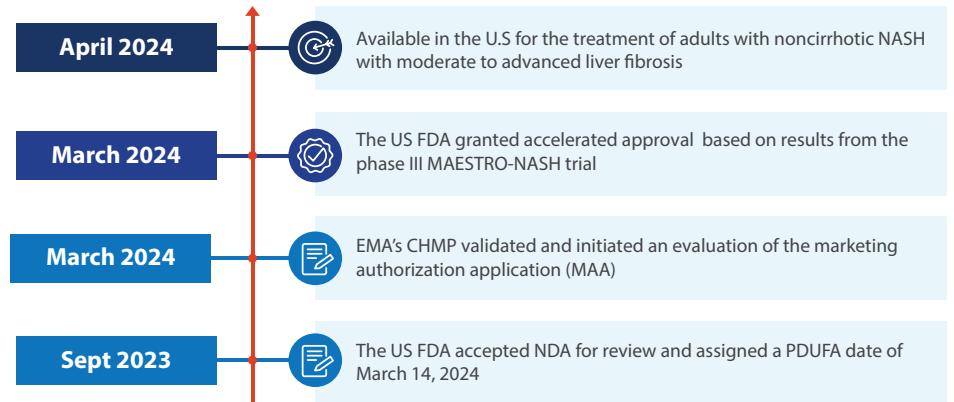 April 2024
Available in the U.S for the treatment of adults with noncirrhotic NASH
with moderate to advanced liver fibrosis
March 2024
The US FDA granted accelerated approval based on results from the
phase III MAESTRO-NASH trial
March 2024
EMA's CHMP validated and initiated an evaluation of the marketing
authorization application (MAA)
Sept 2023
The US FDA accepted NDA for review and assigned a PDUFA date of
March 14, 2024